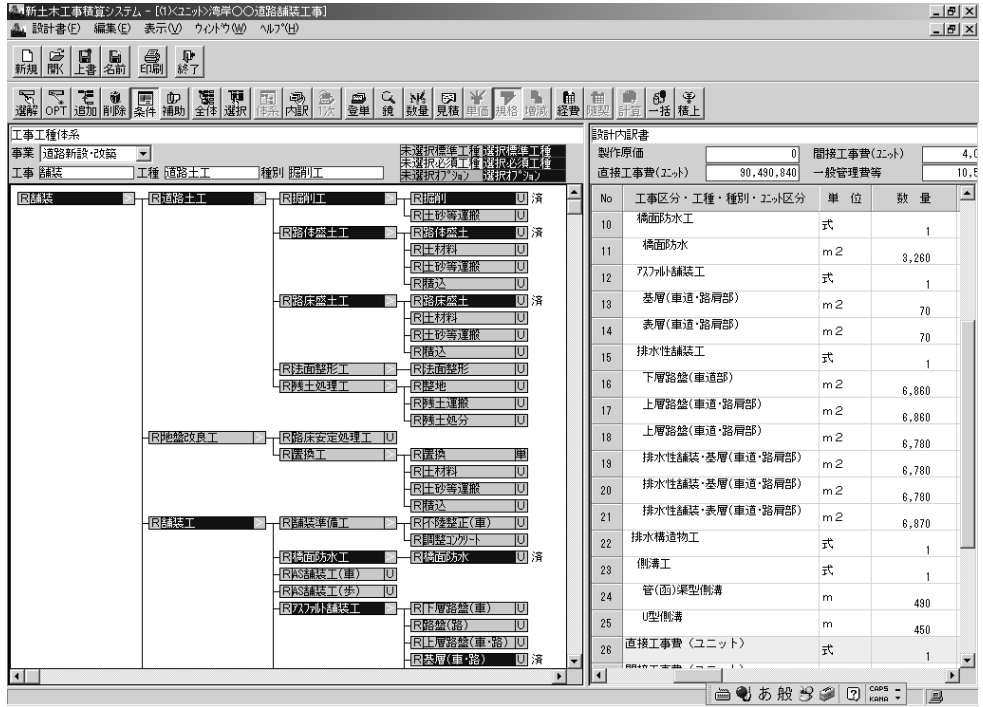 新土木工事積算システム - [(1)<ﾕﾆｯﾄ>湾岸〇〇道路舗装工事]
設計書(F) 編集(E) 表示(V) ウィンドウ(W) ヘルプ(H)
新規 開く 上書 名前 印刷 終了
選解 OPT 追加 削除 条件 補助 全体 選択 体系 内訳 1次 登単 鏡 数量 見積 単価 規格 増減 経費 随契 計算 一括 積上
工事工種体系
事業 道路新設・改築
未選択標準工種 選択標準工種
未選択必須工種 選択必須工種
未選択ｵﾌﾟｼｮﾝ 選択ｵﾌﾟｼｮﾝ
工事 舗装 工種 道路土工 種別 掘削工
R舗装 > R道路土工 > R掘削工 > R掘削 U 済
R土砂等運搬 U
R路体盛土工 > R路体盛土 U 済
R土材料 U
R土砂等運搬 U
R積込 U
R路床盛土工 > R路床盛土 U 済
R土材料 U
R土砂等運搬 U
R積込 U
R法面整形工 > R法面整形 U
R残土処理工 > R整地 U
R残土運搬 U
R残土処分 U
R地盤改良工 > R路床安定処理工 U
R置換工 > R置換 単
R土材料 U
R土砂等運搬 U
R積込 U
R舗装工 > R舗装準備工 > R不陸整正(車) U
R調整ｺﾝｸﾘｰﾄ U
R橋面防水工 > R橋面防水 U 済
RAS舗装工(車) U
RAS舗装工(歩) U
Rｱｽﾌｧﾙﾄ舗装工 > R下層路盤(車) U
R路盤(路) U
R上層路盤(車・路) U
R基層(車・路) U 済
設計内訳書
製作原価 0 間接工事費(ﾕﾆｯﾄ) 4,0
直接工事費(ﾕﾆｯﾄ) 90,490,840 一般管理費等 10,5
No 工事区分・工種・種別・ﾕﾆｯﾄ区分 単 位 数 量
10 橋面防水工 式 1
11 橋面防水 m2 3,260
12 ｱｽﾌｧﾙﾄ舗装工 式 1
13 基層(車道・路肩部) m2 70
14 表層(車道・路肩部) m2 70
15 排水性舗装工 式 1
16 下層路盤(車道部) m2 6,860
17 上層路盤(車道・路肩部) m2 6,860
18 上層路盤(車道・路肩部) m2 6,780
19 排水性舗装・基層(車道・路肩部) m2 6,780
20 排水性舗装・基層(車道・路肩部) m2 6,780
21 排水性舗装・表層(車道・路肩部) m2 6,870
22 排水構造物工 式 1
23 側溝工 式 1
24 管(函)渠型側溝 m 490
25 U型側溝 m 450
26 直接工事費（ユニット） 式 1
あ 般 CAPS KANA